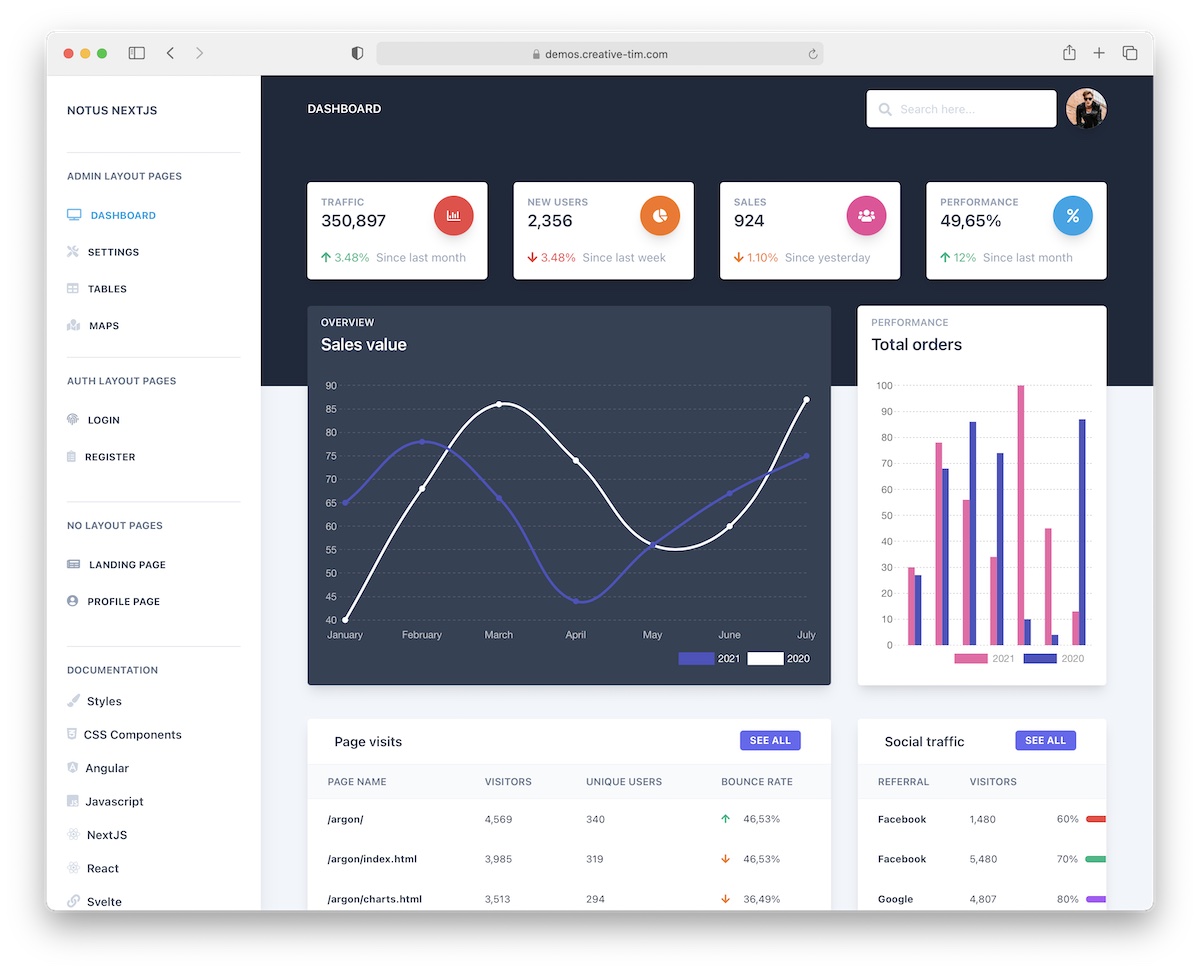 demos.creative-tim.com
NOTUS NEXTJS
ADMIN LAYOUT PAGES
DASHBOARD
SETTINGS
TABLES
MAPS
AUTH LAYOUT PAGES
LOGIN
REGISTER
NO LAYOUT PAGES
LANDING PAGE
PROFILE PAGE
DOCUMENTATION
Styles
CSS Components
Angular
Javascript
NextJS
React
Svelte
DASHBOARD
Search here...
TRAFFIC
350,897
3.48% Since last month
NEW USERS
2,356
3.48% Since last week
SALES
924
1.10% Since yesterday
PERFORMANCE
49,65%
12% Since last month
OVERVIEW
Sales value
90
85
80
75
70
65
60
55
50
45
40
January February March April May June July
2021 2020
PERFORMANCE
Total orders
100
90
80
70
60
50
40
30
20
10
0
2021 2020
Page visits SEE ALL
PAGE NAME VISITORS UNIQUE USERS BOUNCE RATE
/argon/ 4,569 340 46,53%
/argon/index.html 3,985 319 46,53%
/argon/charts.html 3,513 294 36,49%
Social traffic SEE ALL
REFERRAL VISITORS
Facebook 1,480 60%
Facebook 5,480 70%
Google 4,807 80%